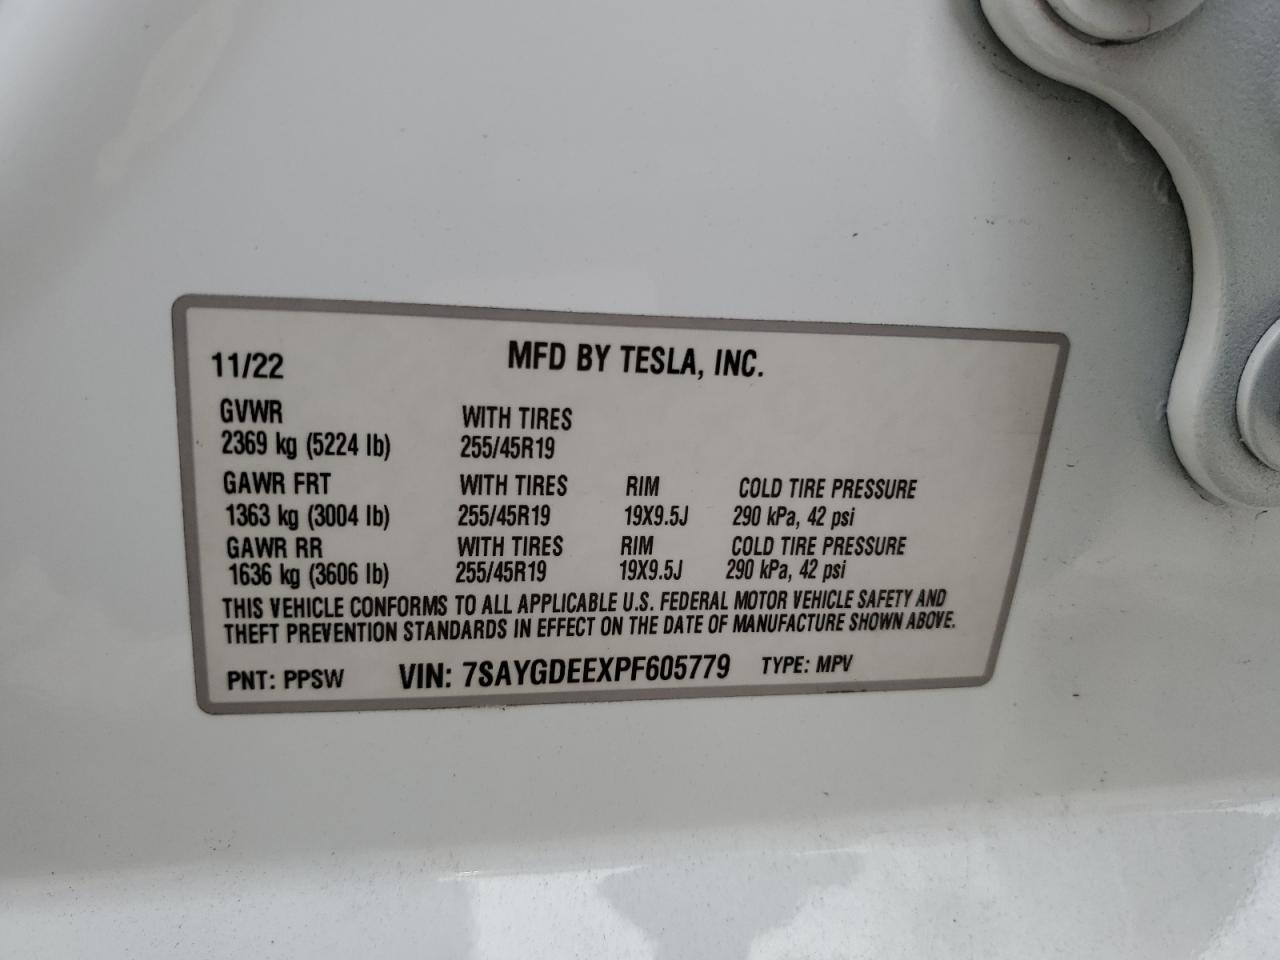 11/22 MFD BY TESLA, INC.
GVWR WITH TIRES
2369 kg (5224 lb) 255/45R19
GAWR FRT WITH TIRES RIM COLD TIRE PRESSURE
1363 kg (3004 lb) 255/45R19 19X9.5J 290 kPa, 42 psi
GAWR RR WITH TIRES RIM COLD TIRE PRESSURE
1636 kg (3606 lb) 255/45R19 19X9.5J 290 kPa, 42 psi
THIS VEHICLE CONFORMS TO ALL APPLICABLE U.S. FEDERAL MOTOR VEHICLE SAFETY AND
THEFT PREVENTION STANDARDS IN EFFECT ON THE DATE OF MANUFACTURE SHOWN ABOVE.
PNT: PPSW VIN: 7SAYGDEEXPF605779 TYPE: MPV